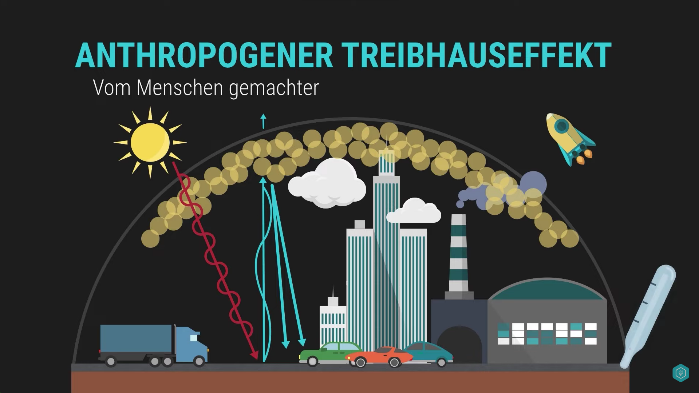 ANTHROPOGENER TREIBHAUSEFFEKT
Vom Menschen gemachter